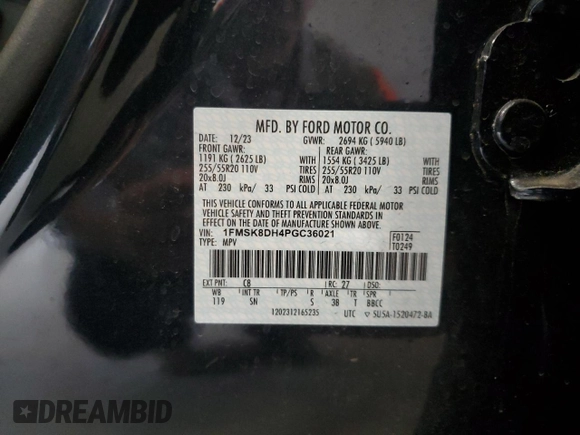 MFD. BY FORD MOTOR CO.
DATE: 12/23 GVWR: 2694 KG ( 5940 LB)
FRONT GAWR: REAR GAWR:
1191 KG ( 2625 LB) 1554 KG ( 3425 LB)
255/55R20 110V TIRES 255/55R20 110V TIRES
20x8.0J RIMS 20x8.0J RIMS
AT 230 kPa/ 33 PSI COLD AT 230 kPa/ 33 PSI COLD
THIS VEHICLE CONFORMS TO ALL APPLICABLE FEDERAL MOTOR
VEHICLE SAFETY AND THEFT PREVENTION STANDARDS IN
EFFECT ON THE DATE OF MANUFACTURE SHOWN ABOVE.
VIN: 1FMSK8DH4PGC36021 F0124
TYPE: MPV T0249
EXT PNT: C8 RC: 27 DSO:
WB INT TR TP/PS R AXLE TR SPR
119 SN S 3B T BBCC
1202312165235 UTC 5U5A-1520472-BA
DREAMBID